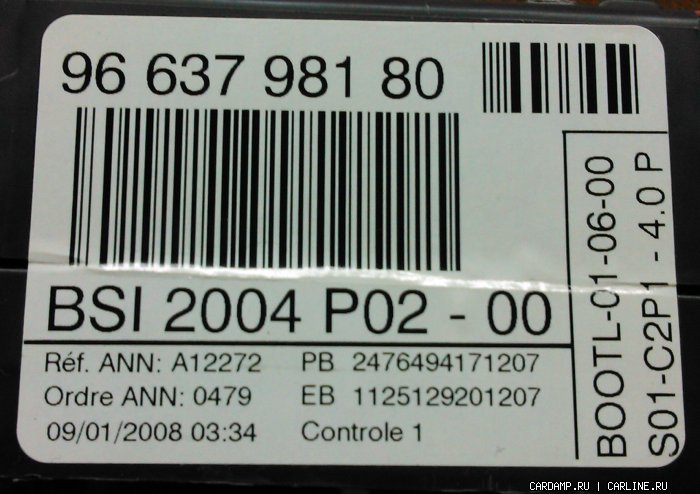 96 637 981 80
BSI 2004 P02 - 00
Réf. ANN: A12272 PB 2476494171207
Ordre ANN: 0479 EB 1125129201207
09/01/2008 03:34 Controle 1
BOOTL-01-06-00
S01-C2P1 - 4.0 P
CARDAMP.RU | CARLINE.RU